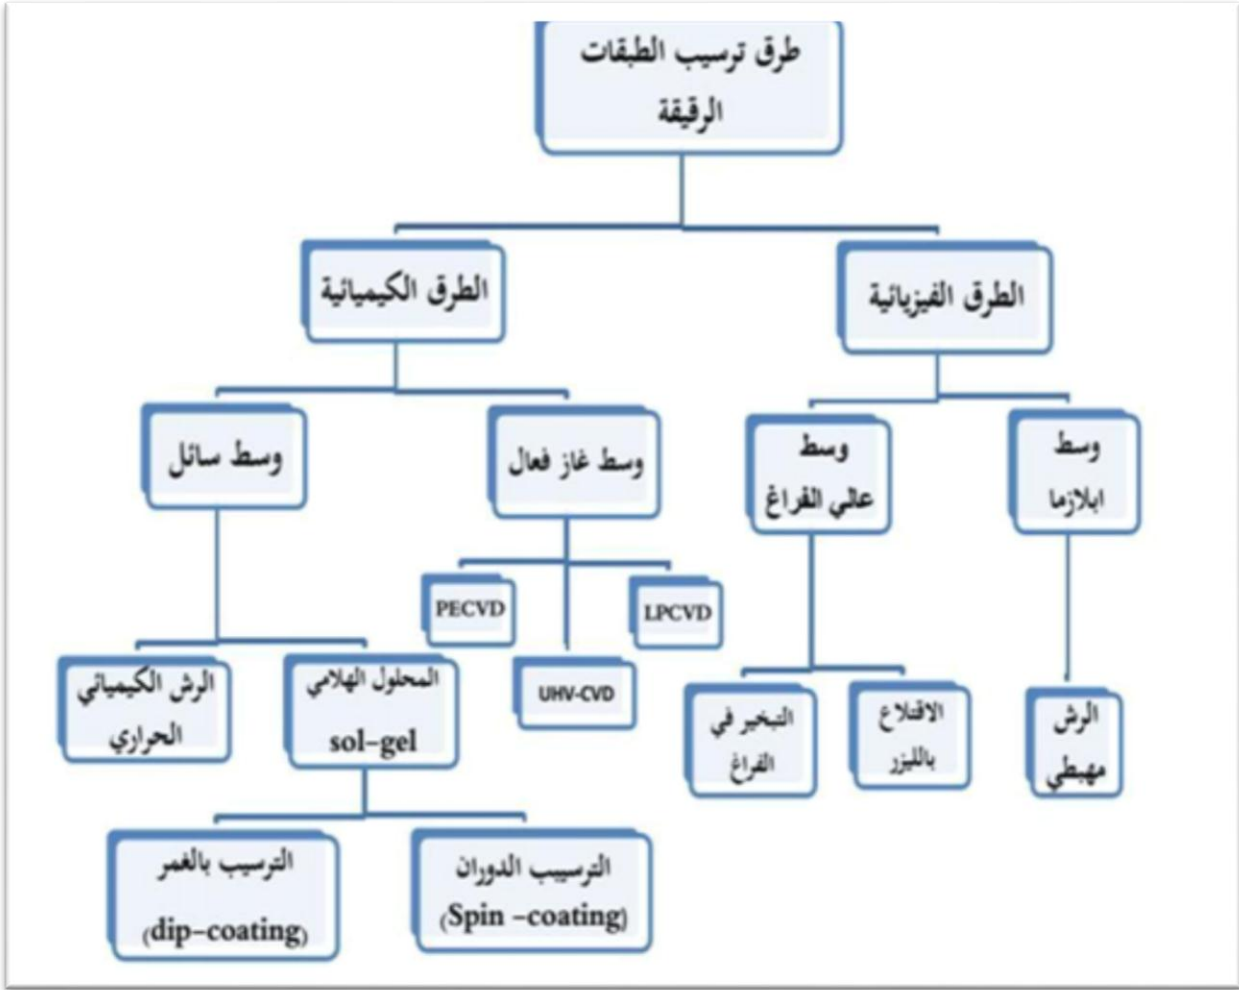 طرق ترسيب الطبقات
الرقيقة
الطرق الفيزيائية
الطرق الكيميائية
وسط
ابلازما
وسط
عالي الفراغ
وسط غاز فعال
وسط سائل
LPCVD
PECVD
UHV-CVD
الرش
مهبطي
الاقتلاع
بالليزر
التبخير في
الفراغ
المحلول الهلامي
sol-gel
الرش الكيميائي
الحراري
الترسييب الدوران
(Spin -coating)
الترسيب بالغمر
(dip-coating)